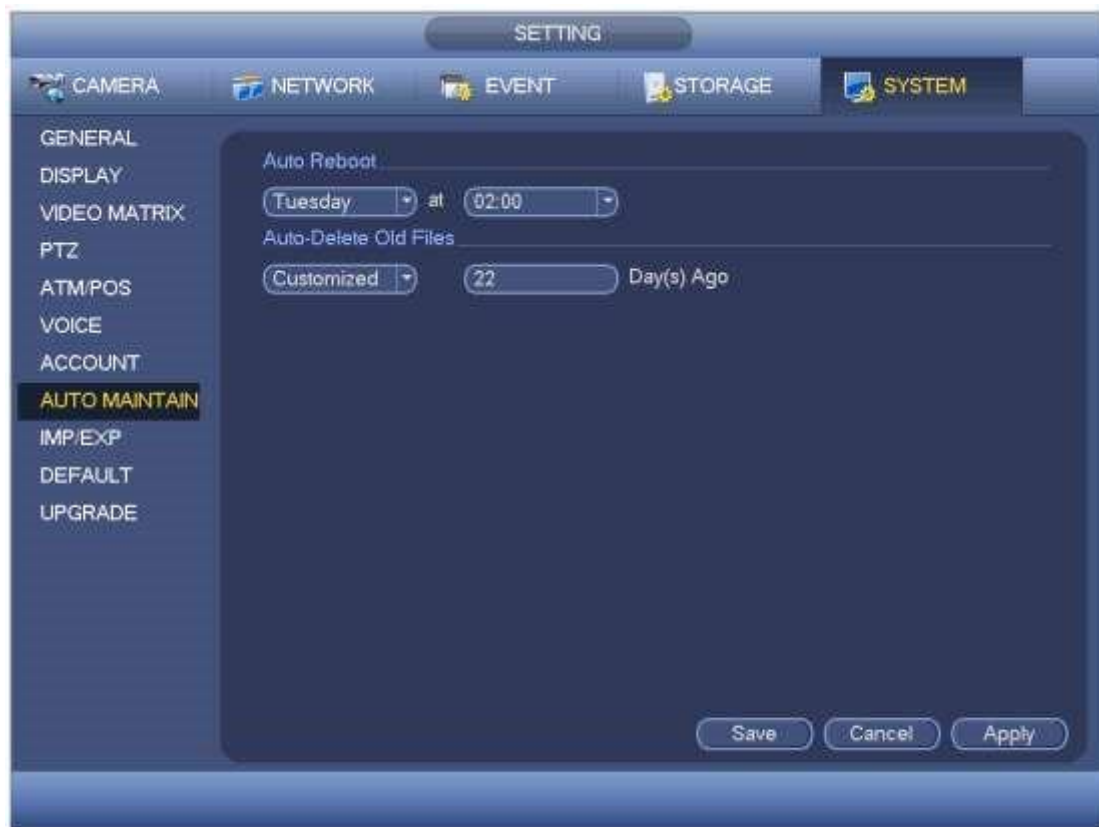 SETTING
CAMERA NETWORK EVENT STORAGE SYSTEM
GENERAL
DISPLAY
VIDEO MATRIX
PTZ
ATM/POS
VOICE
ACCOUNT
AUTO MAINTAIN
IMP/EXP
DEFAULT
UPGRADE
Auto Reboot
Tuesday at 02:00
Auto-Delete Old Files
Customized 22 Day(s) Ago
Save Cancel Apply